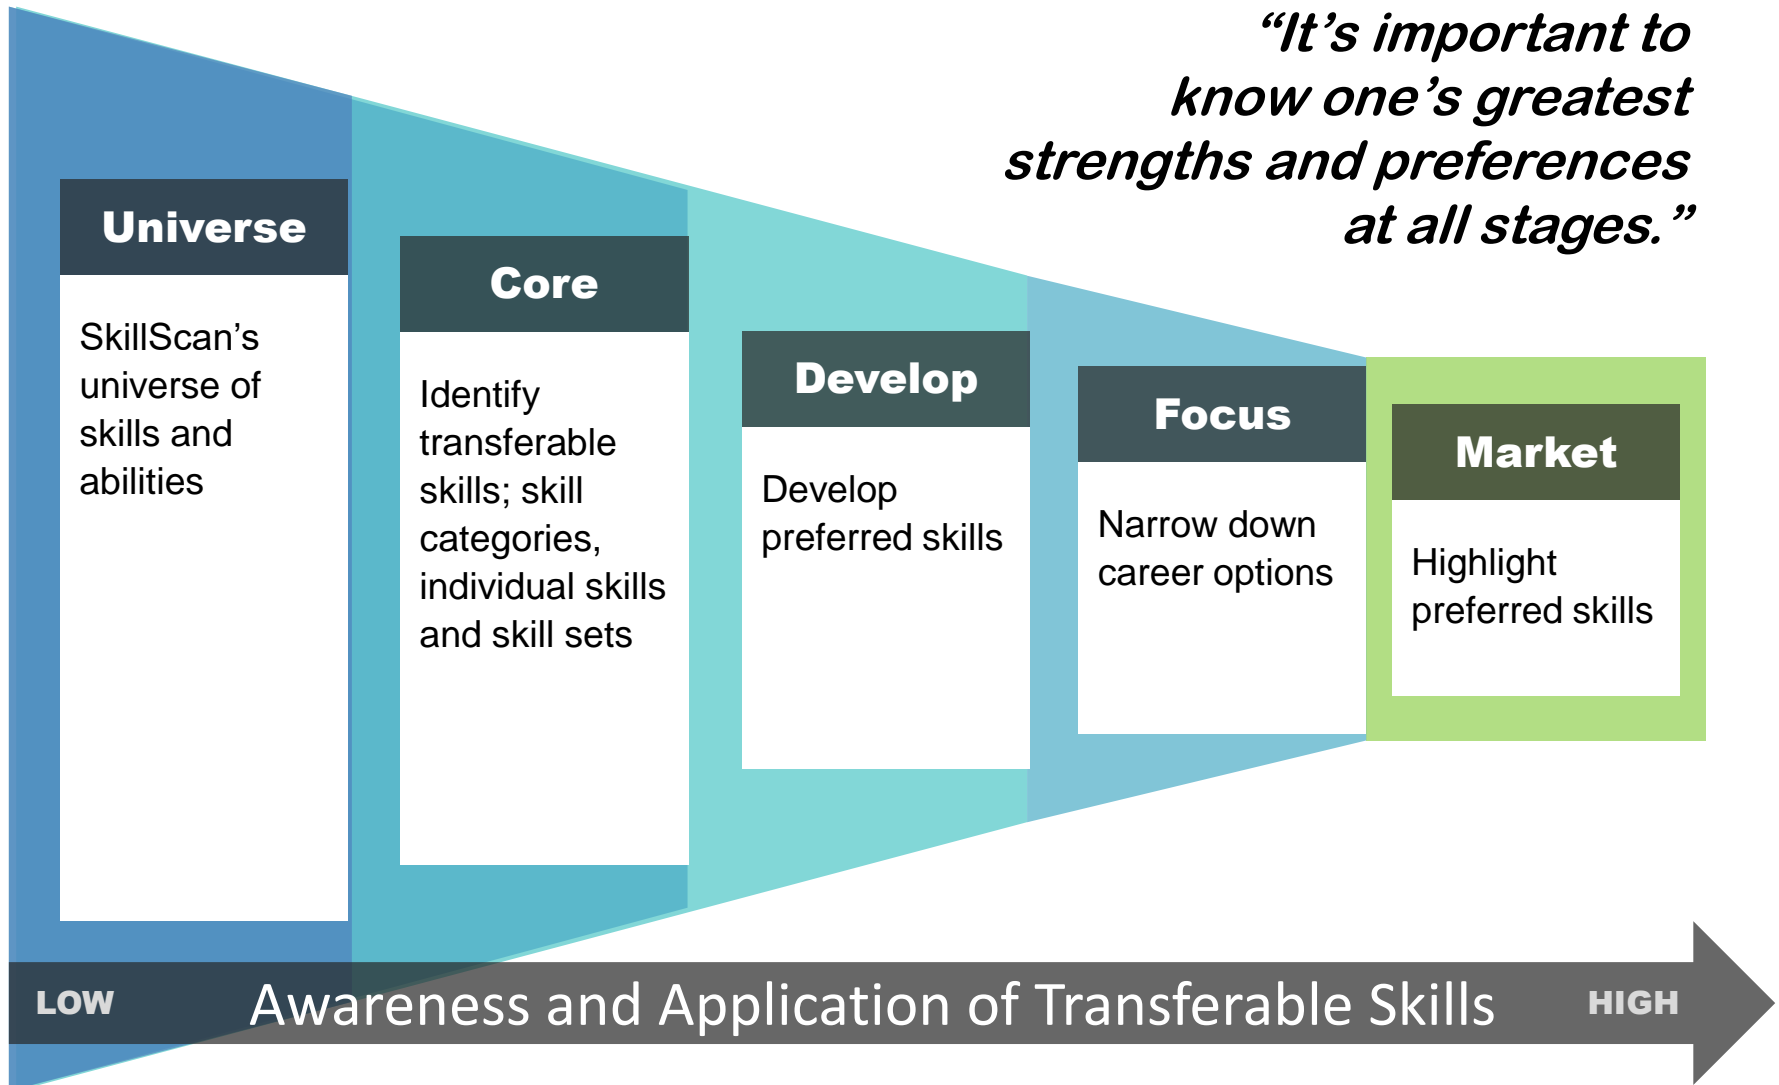 “It’s important to
know one’s greatest
strengths and preferences
at all stages.”
Universe
SkillScan’s
universe of
skills and
abilities
Core
Identify
transferable
skills; skill
categories,
individual skills
and skill sets
Develop
Develop
preferred skills
Focus
Narrow down
career options
Market
Highlight
preferred skills
LOW Awareness and Application of Transferable Skills HIGH